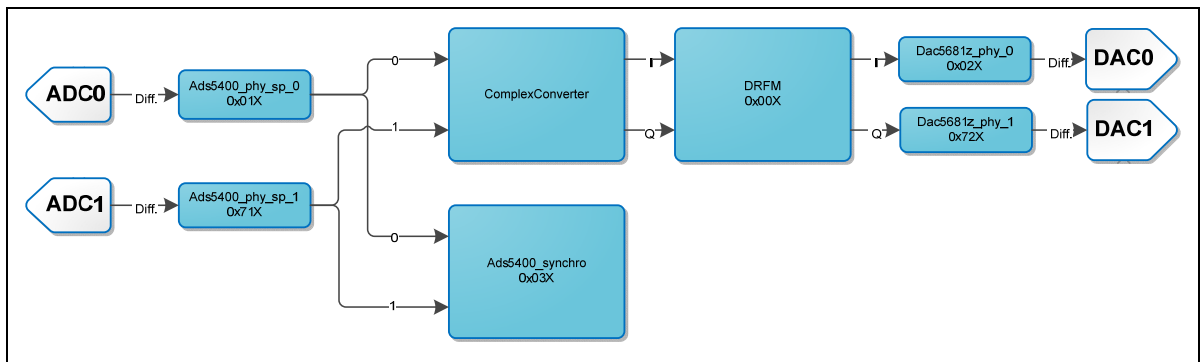 ADC0
Diff.
Ads5400_phy_sp_0
0x01X
0
1
ComplexConverter
I
Q
DRFM
0x00X
I
Q
Dac5681z_phy_0
0x02X
Diff.
DAC0
Dac5681z_phy_1
0x72X
Diff.
DAC1
ADC1
Diff.
Ads5400_phy_sp_1
0x71X
0
1
Ads5400_synchro
0x03X